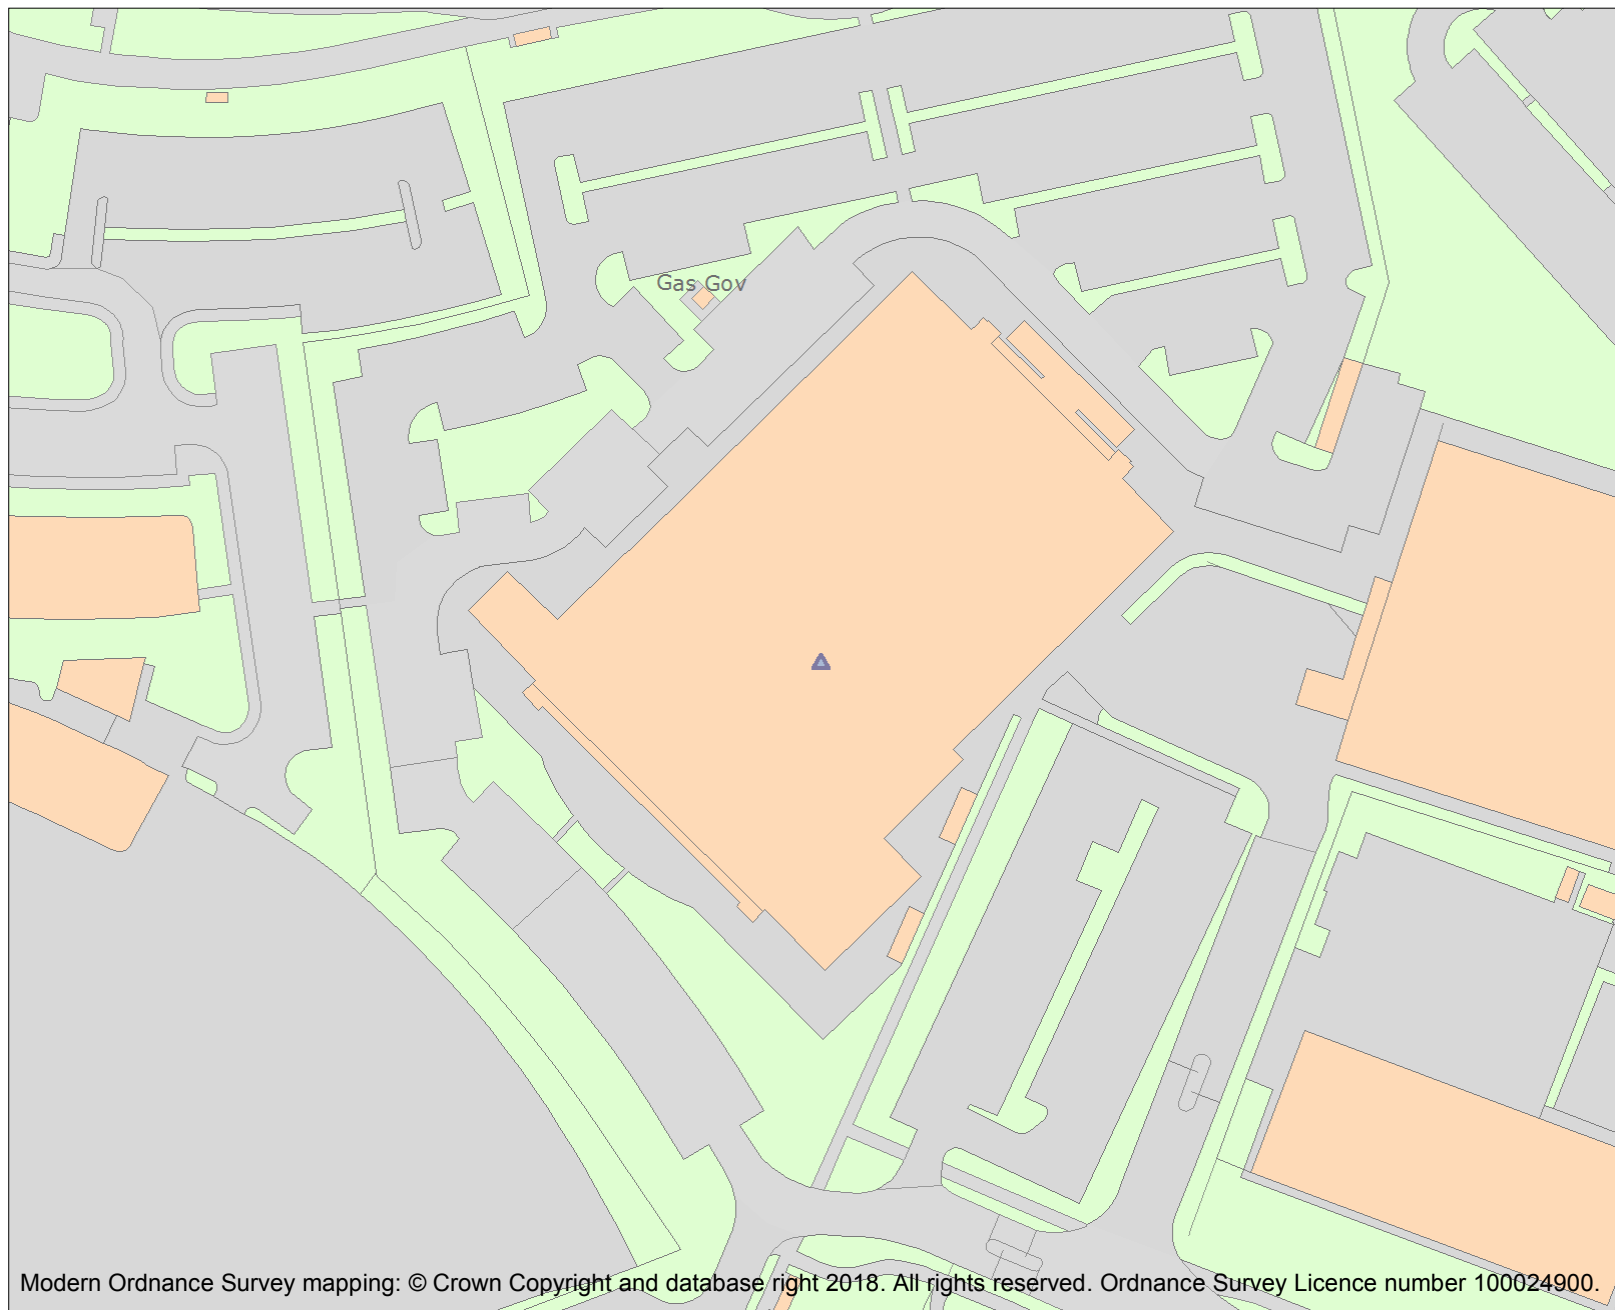 Gas Gov
Modern Ordnance Survey mapping: © Crown Copyright and database right 2018. All rights reserved. Ordnance Survey Licence number 100024900.